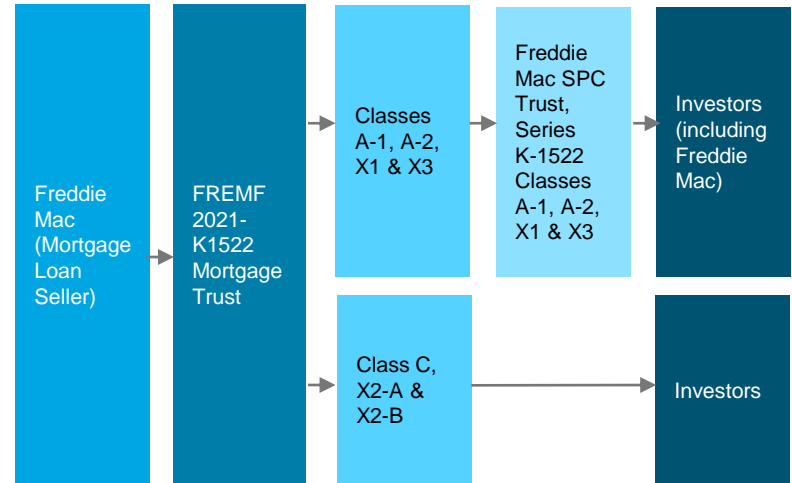 Freddie
Mac
(Mortgage
Loan
Seller)
FREMF
2021-
K1522
Mortgage
Trust
Classes
A-1, A-2,
X1 & X3
Freddie
Mac SPC
Trust,
Series
K-1522
Classes
A-1, A-2,
X1 & X3
Investors
(including
Freddie
Mac)
Class C,
X2-A &
X2-B
Investors